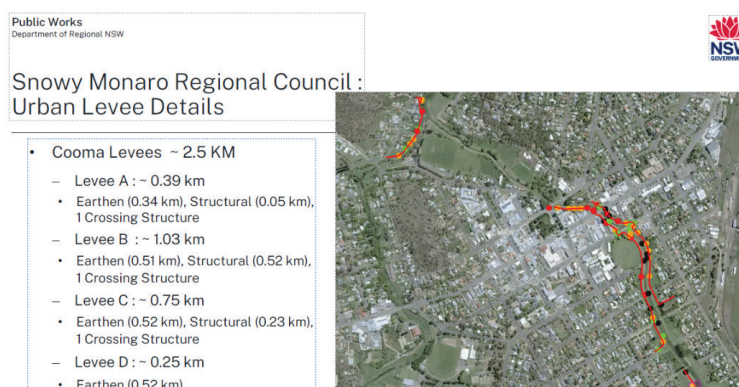 Public Works
Department of Regional NSW
NSW
GOVERNMENT
Snowy Monaro Regional Council :
Urban Levee Details
• Cooma Levees ~ 2.5 KM
– Levee A : ~ 0.39 km
• Earthen (0.34 km), Structural (0.05 km),
1 Crossing Structure
– Levee B : ~ 1.03 km
• Earthen (0.51 km), Structural (0.52 km),
1 Crossing Structure
– Levee C : ~ 0.75 km
• Earthen (0.52 km), Structural (0.23 km),
1 Crossing Structure
– Levee D : ~ 0.25 km
• Earthen (0.52 km)